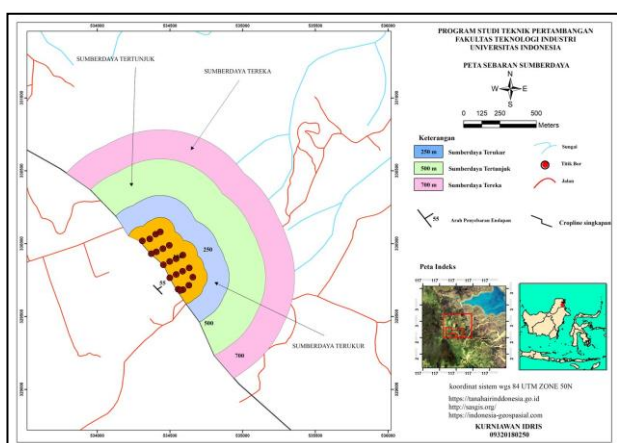 PROGRAM STUDI TEKNIK PERTAMBANGAN
FAKULTAS TEKNOLOGI INDUSTRI
UNIVERSITAS INDONESIA
PETA SEBARAN SUMBERDAYA
N
W E
S
0 125 250 500
Meters
Keterangan
250 m Sumberdaya Terukur
500 m Sumberdaya Tertunjuk
700 m Sumberdaya Tereka
Sungai
Titik Bor
Jalan
55 Arah Penyebaran Endapan
Cropline singkapan
Peta Indeks
koordinat sistem wgs 84 UTM ZONE 50N
https://tanahairinddonesia.go.id
http://sasgis.org/
https://indonesia-geospasial.com
KURNIAWAN IDRIS
09320180250
SUMBERDAYA TERTUNJUK
SUMBERDAYA TEREKA
250
55
500
SUMBERDAYA TERUKUR
700